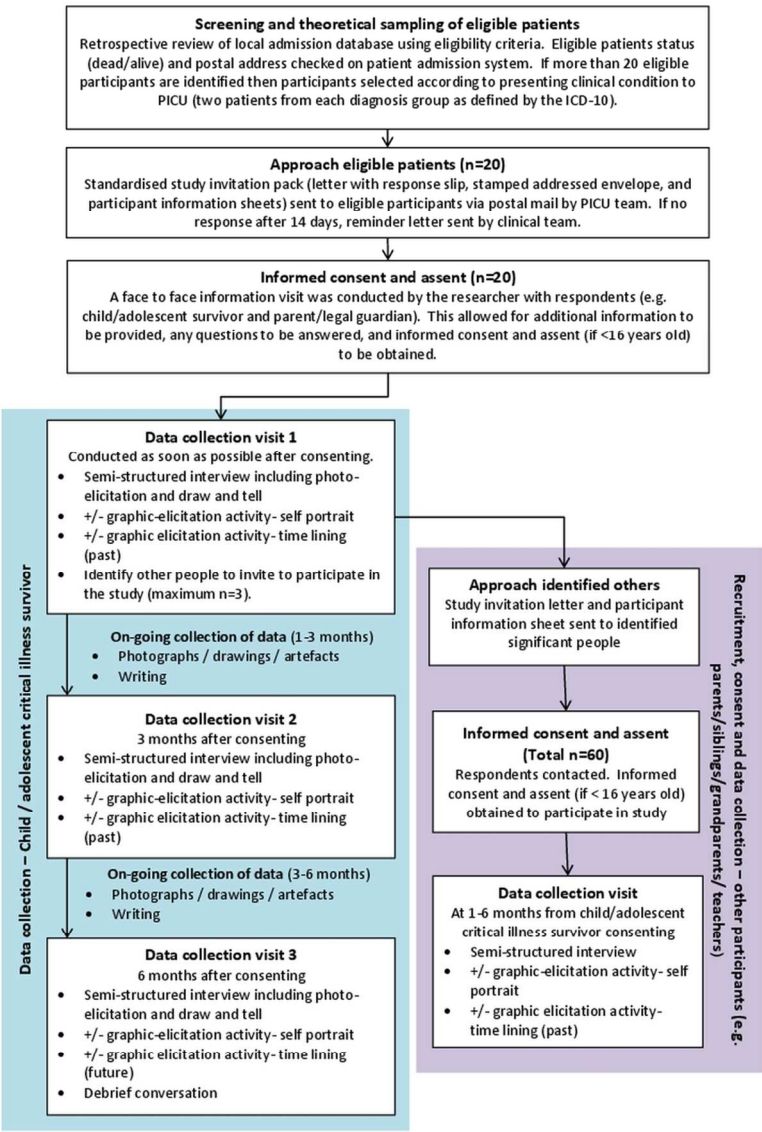 Screening and theoretical sampling of eligible patients
Retrospective review of local admission database using eligibility criteria. Eligible patients status
(dead/alive) and postal address checked on patient admission system. If more than 20 eligible
participants are identified then participants selected according to presenting clinical condition to
PICU (two patients from each diagnosis group as defined by the ICD-10).
Approach eligible patients (n=20)
Standardised study invitation pack (letter with response slip, stamped addressed envelope, and
participant information sheets) sent to eligible participants via postal mail by PICU team. If no
response after 14 days, reminder letter sent by clinical team.
Informed consent and assent (n=20)
A face to face information visit was conducted by the researcher with respondents (e.g.
child/adolescent survivor and parent/legal guardian). This allowed for additional information to
be provided, any questions to be answered, and informed consent and assent (if <16 years old)
to be obtained.
Data collection – Child / adolescent critical illness survivor
Data collection visit 1
Conducted as soon as possible after consenting.
• Semi-structured interview including photo-
elicitation and draw and tell
• +/- graphic-elicitation activity- self portrait
• +/- graphic elicitation activity- time lining
(past)
• Identify other people to invite to participate in
the study (maximum n=3).
On-going collection of data (1-3 months)
• Photographs / drawings / artefacts
• Writing
Data collection visit 2
3 months after consenting
• Semi-structured interview including photo-
elicitation and draw and tell
• +/- graphic-elicitation activity- self portrait
• +/- graphic elicitation activity- time lining
(past)
On-going collection of data (3-6 months)
• Photographs / drawings / artefacts
• Writing
Data collection visit 3
6 months after consenting
• Semi-structured interview including photo-
elicitation and draw and tell
• +/- graphic-elicitation activity- self portrait
• +/- graphic elicitation activity- time lining
(future)
• Debrief conversation
Recruitment, consent and data collection – other participants (e.g.
parents/siblings/grandparents/ teachers)
Approach identified others
Study invitation letter and participant
information sheet sent to identified
significant people
Informed consent and assent
(Total n=60)
Respondents contacted. Informed
consent and assent (if < 16 years old)
obtained to participate in study
Data collection visit
At 1-6 months from child/adolescent
critical illness survivor consenting
• Semi-structured interview
• +/- graphic-elicitation activity- self
portrait
• +/- graphic elicitation activity-
time lining (past)